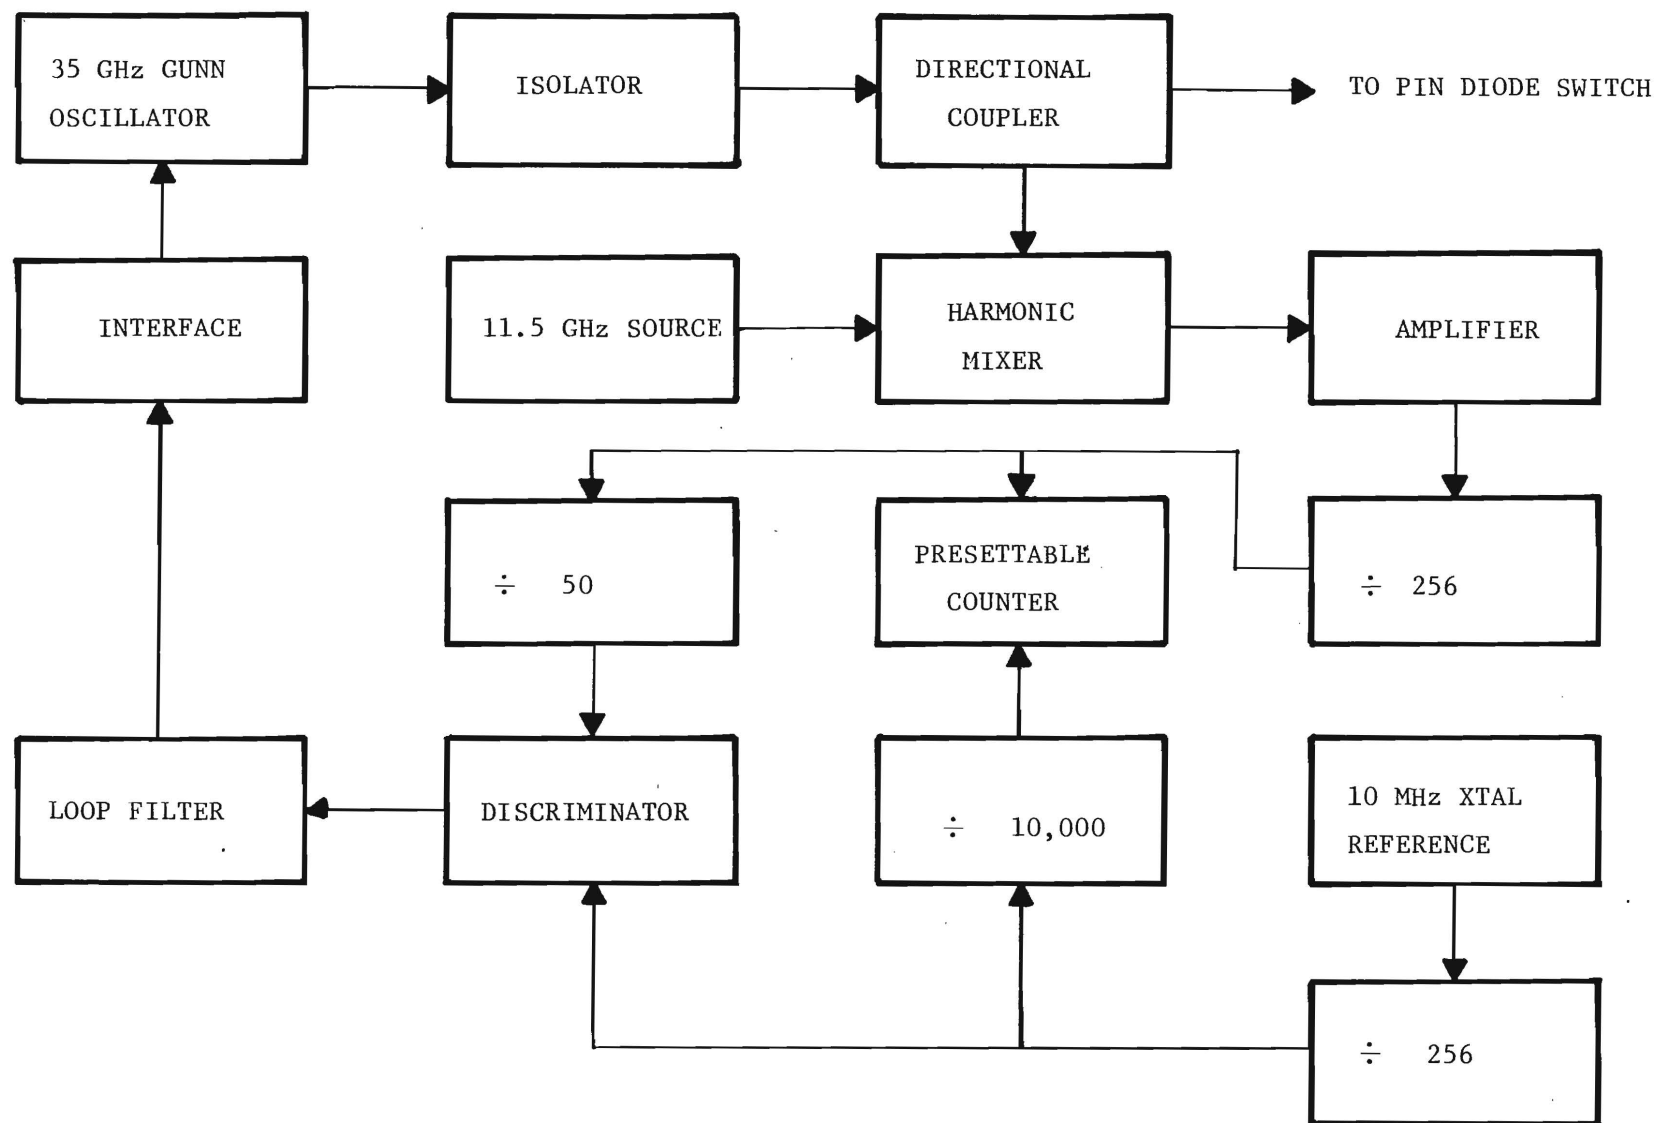 35 GHz GUNN
OSCILLATOR
ISOLATOR
DIRECTIONAL
COUPLER
TO PIN DIODE SWITCH
INTERFACE
11.5 GHz SOURCE
HARMONIC
MIXER
AMPLIFIER
÷ 50
PRESETTABLE
COUNTER
÷ 256
LOOP FILTER
DISCRIMINATOR
÷ 10,000
10 MHz XTAL
REFERENCE
÷ 256